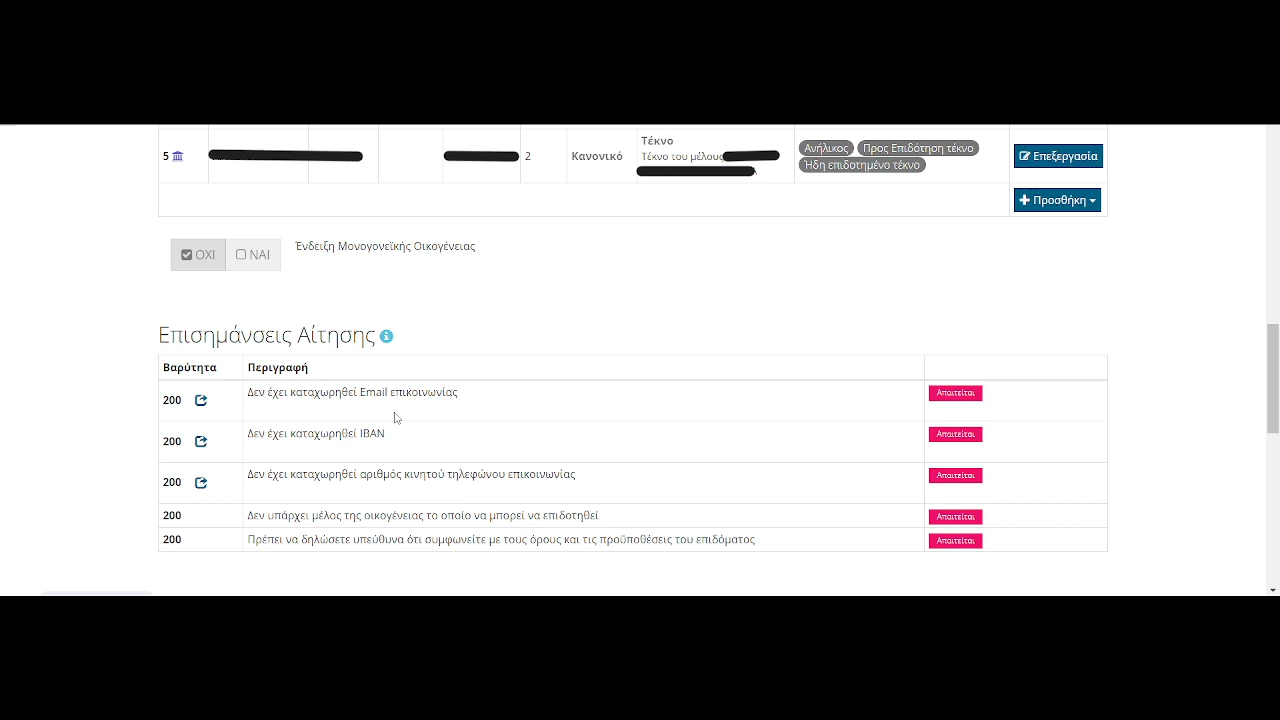 Τέκνο
5 2 Κανονικό Τέκνο του μέλους
Ανήλικος Προς Επιδότηση τέκνο
Ήδη επιδοτημένο τέκνο
Επεξεργασία
Προσθήκη
ΟΧΙ ΝΑΙ Ένδειξη Μονογονεϊκής Οικογένειας
Επισημάνσεις Αίτησης
Βαρύτητα Περιγραφή
200 Δεν έχει καταχωρηθεί Email επικοινωνίας Απαιτείται
200 Δεν έχει καταχωρηθεί IBAN Απαιτείται
200 Δεν έχει καταχωρηθεί αριθμός κινητού τηλεφώνου επικοινωνίας Απαιτείται
200 Δεν υπάρχει μέλος της οικογένειας το οποίο να μπορεί να επιδοτηθεί Απαιτείται
200 Πρέπει να δηλώσετε υπεύθυνα ότι συμφωνείτε με τους όρους και τις προϋποθέσεις του επιδόματος Απαιτείται